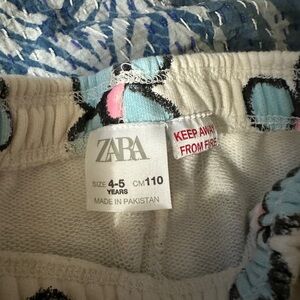 ZARA
SIZE 4-5 CM 110
YEARS
MADE IN PAKISTAN
KEEP AWAY
FROM FIRE